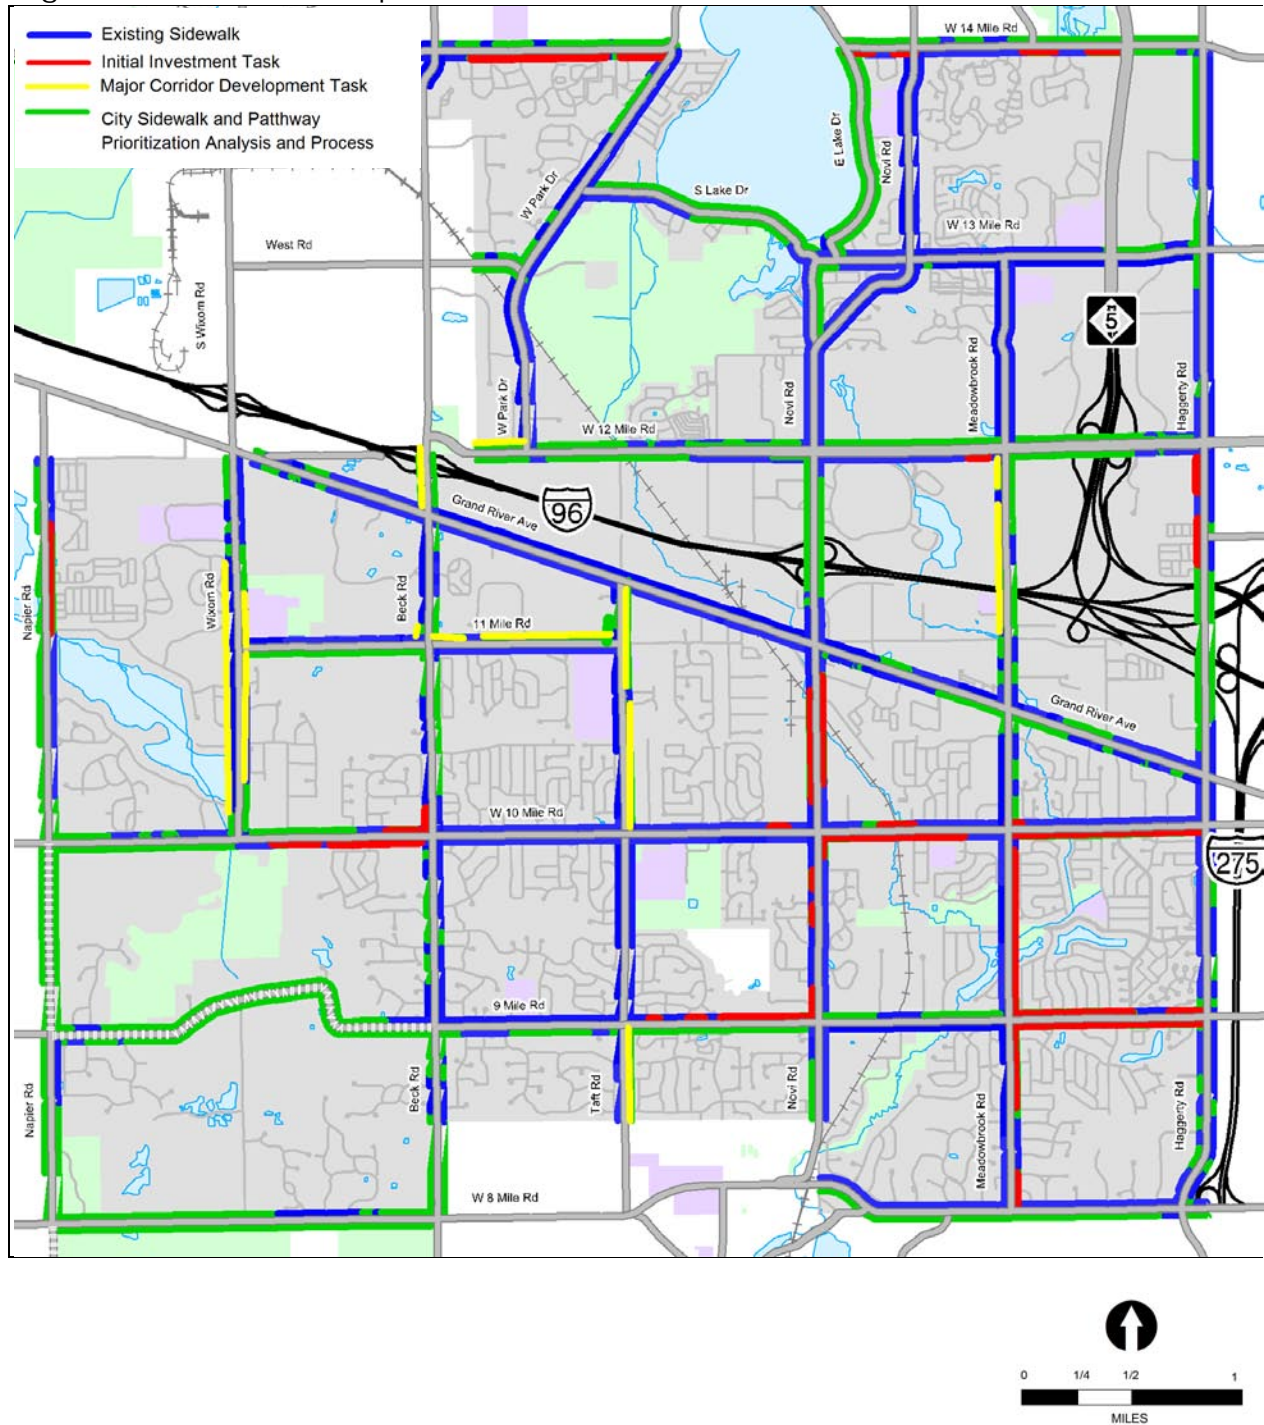 Existing Sidewalk
Initial Investment Task
Major Corridor Development Task
City Sidewalk and Patthway
Prioritization Analysis and Process
W 14 Mile Rd
E Lake Dr
Novi Rd
W Park Dr
S Lake Dr
W 13 Mile Rd
West Rd
S Wixom Rd
5
W Park Dr
Novi Rd
Meadowbrook Rd
Haggerty Rd
W 12 Mile Rd
Grand River Ave
96
Napier Rd
Wixom Rd
Beck Rd
11 Mile Rd
Grand River Ave
W 10 Mile Rd
275
9 Mile Rd
Napier Rd
Beck Rd
Taft Rd
Novi Rd
Meadowbrook Rd
Haggerty Rd
W 8 Mile Rd
0 1/4 1/2 1
MILES